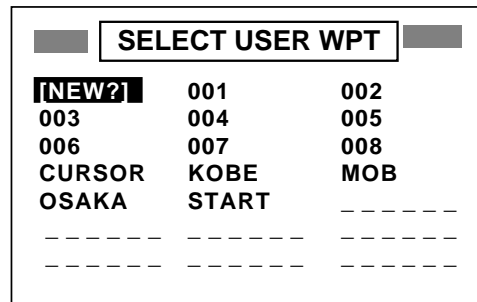 SELECT USER WPT
[NEW?] 001 002
003 004 005
006 007 008
CURSOR KOBE MOB
OSAKA START _ _ _ _ _ _
_ _ _ _ _ _ _ _ _ _ _ _ _ _ _ _ _ _
_ _ _ _ _ _ _ _ _ _ _ _ _ _ _ _ _ _